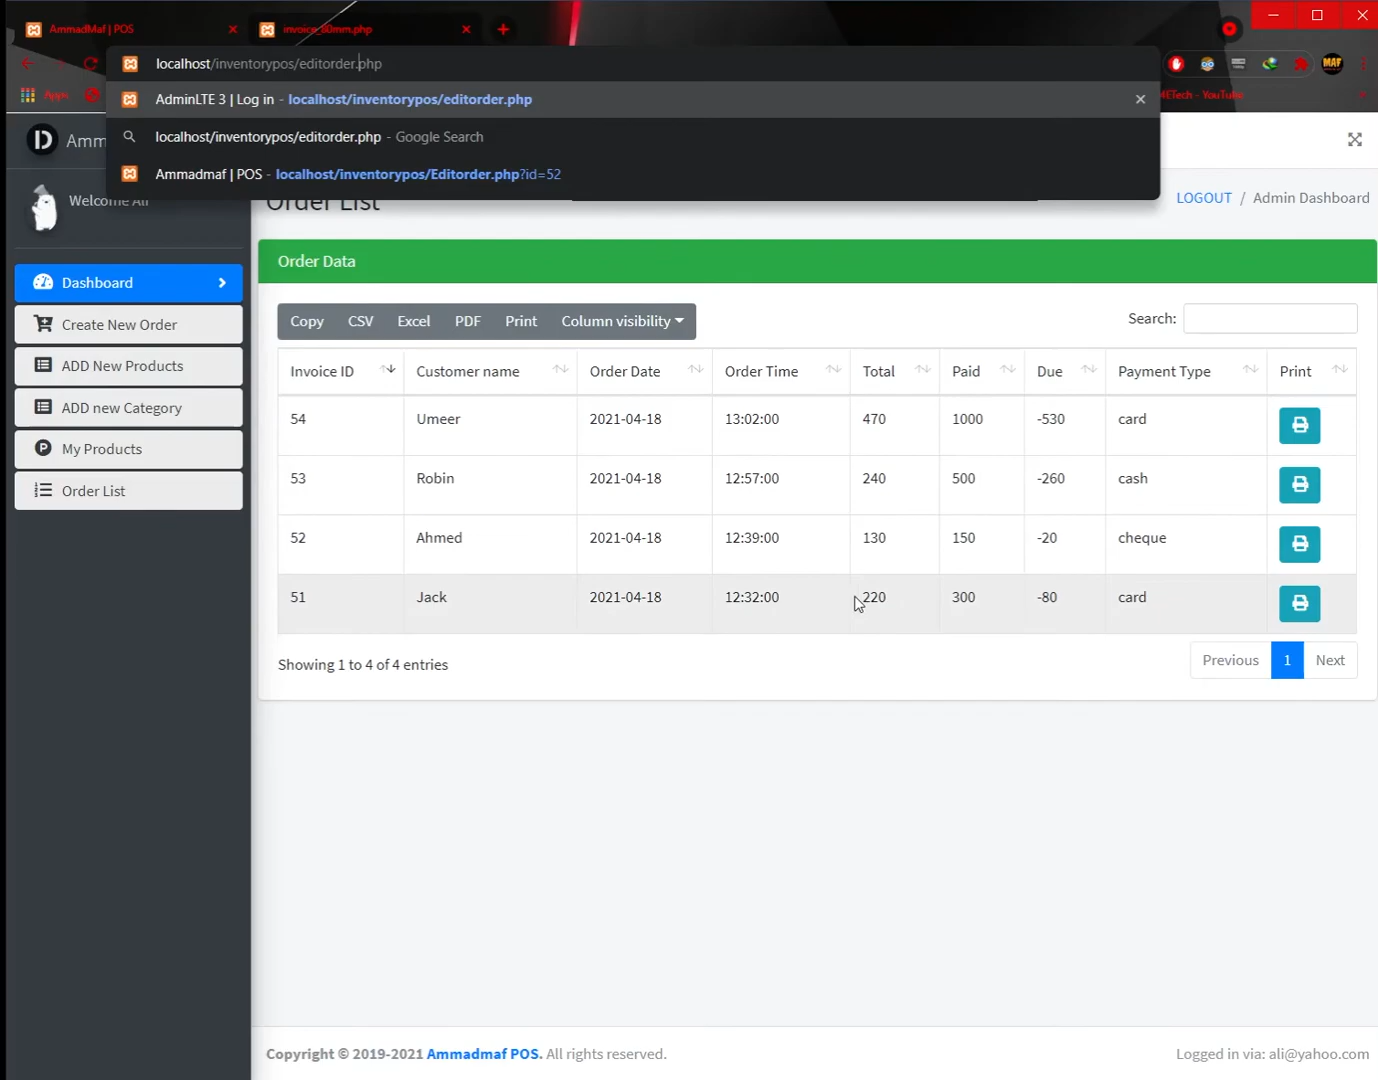 AmmadMaf | POS
invoice_80mm.php
localhost/inventorypos/editorder.php
AdminLTE 3 | Log in - localhost/inventorypos/editorder.php
localhost/inventorypos/editorder.php - Google Search
Ammadmaf | POS - localhost/inventorypos/Editorder.php?id=52
MAF
Apps
ETech - YouTube
Amm
Welcome Ali
Order List
LOGOUT / Admin Dashboard
Dashboard
Create New Order
ADD New Products
ADD new Category
My Products
Order List
Order Data
Copy CSV Excel PDF Print Column visibility
Search:
Invoice ID Customer name Order Date Order Time Total Paid Due Payment Type Print
54 Umeer 2021-04-18 13:02:00 470 1000 -530 card
53 Robin 2021-04-18 12:57:00 240 500 -260 cash
52 Ahmed 2021-04-18 12:39:00 130 150 -20 cheque
51 Jack 2021-04-18 12:32:00 220 300 -80 card
Showing 1 to 4 of 4 entries
Previous 1 Next
Copyright © 2019-2021 Ammadmaf POS. All rights reserved.
Logged in via: ali@yahoo.com